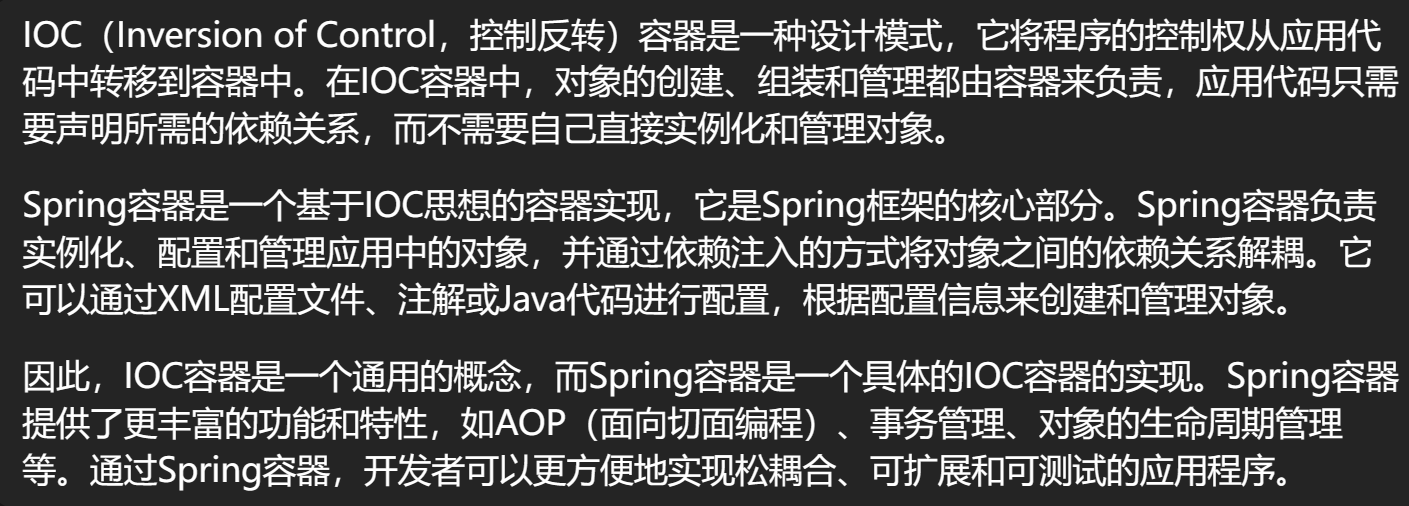 IOC（Inversion of Control，控制反转）容器是一种设计模式，它将程序的控制权从应用代
码中转移到容器中。在IOC容器中，对象的创建、组装和管理都由容器来负责，应用代码只需
要声明所需的依赖关系，而不需要自己直接实例化和管理对象。
Spring容器是一个基于IOC思想的容器实现，它是Spring框架的核心部分。Spring容器负责
实例化、配置和管理应用中的对象，并通过依赖注入的方式将对象之间的依赖关系解耦。它
可以通过XML配置文件、注解或Java代码进行配置，根据配置信息来创建和管理对象。
因此，IOC容器是一个通用的概念，而Spring容器是一个具体的IOC容器的实现。Spring容器
提供了更丰富的功能和特性，如AOP（面向切面编程）、事务管理、对象的生命周期管理
等。通过Spring容器，开发者可以更方便地实现松耦合、可扩展和可测试的应用程序。